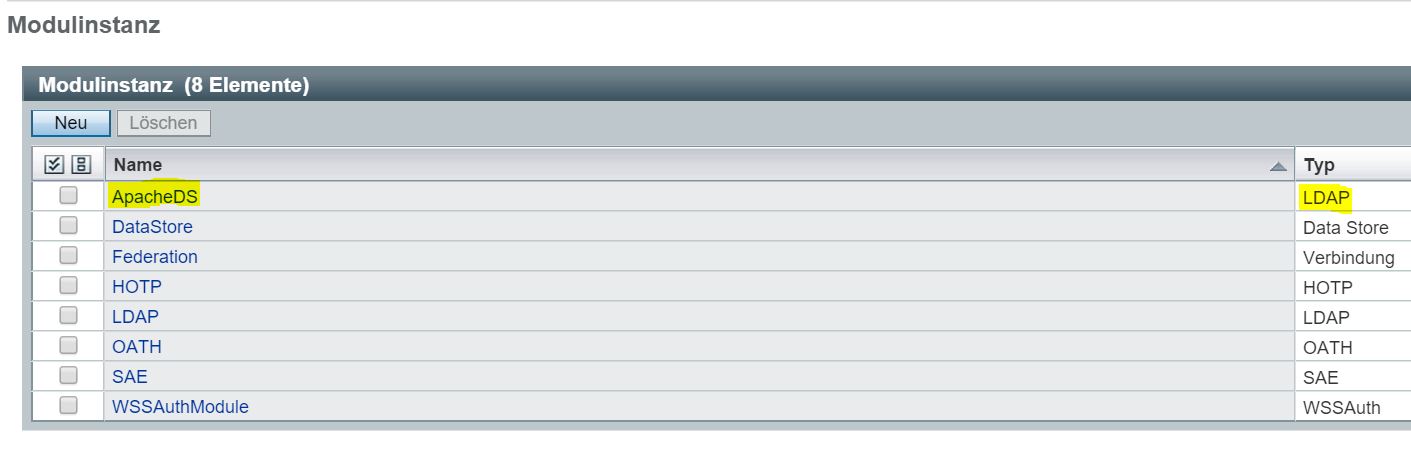 Modulinstanz
Modulinstanz (8 Elemente)
Neu Löschen
Name Typ
ApacheDS LDAP
DataStore Data Store
Federation Verbindung
HOTP HOTP
LDAP LDAP
OATH OATH
SAE SAE
WSSAuthModule WSSAuth